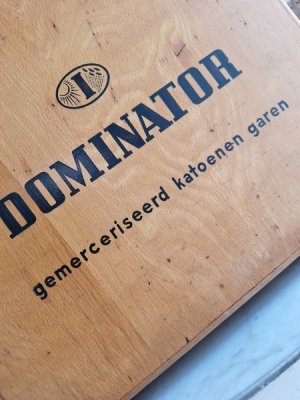 I
DOMINATOR
gemerceriseerd katoenen garen